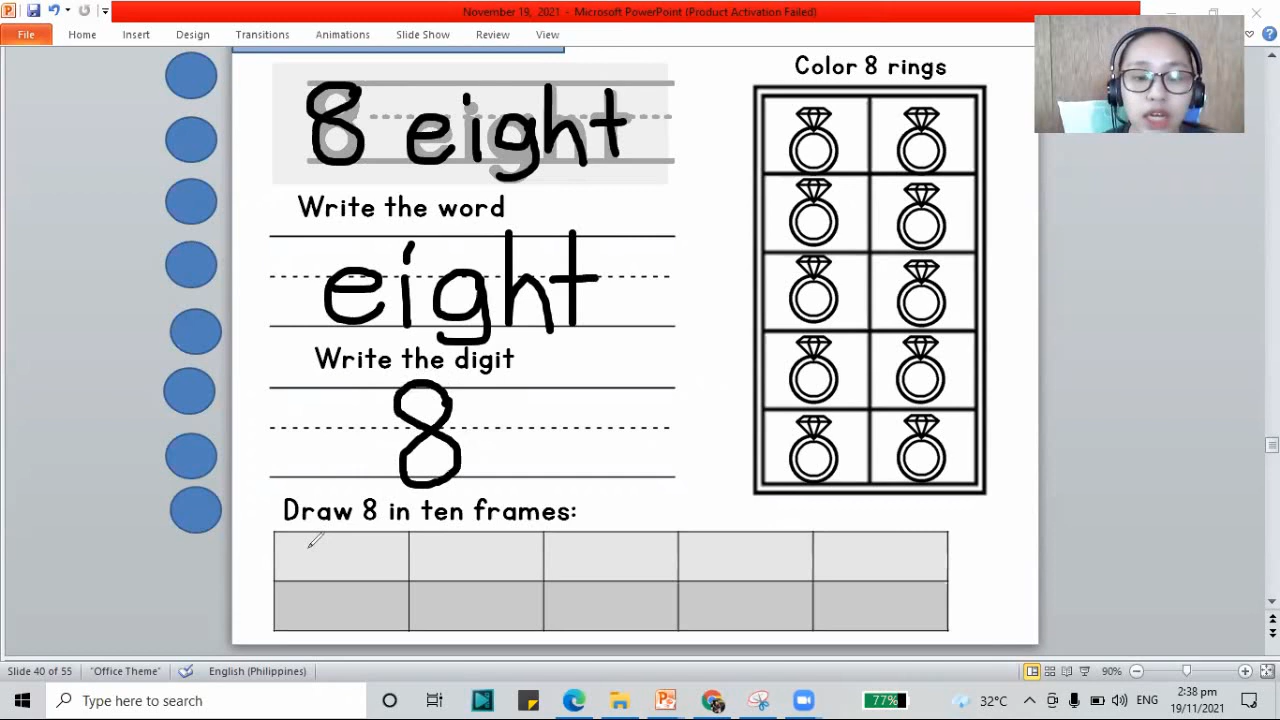 November 19, 2021 - Microsoft PowerPoint (Product Activation Failed)
File Home Insert Design Transitions Animations Slide Show Review View
8 eight
Write the word
eight
Write the digit
8
Draw 8 in ten frames:
Color 8 rings
Slide 40 of 55 "Office Theme" English (Philippines) 90%
Type here to search
77% 32°C ENG 2:38 pm
19/11/2021